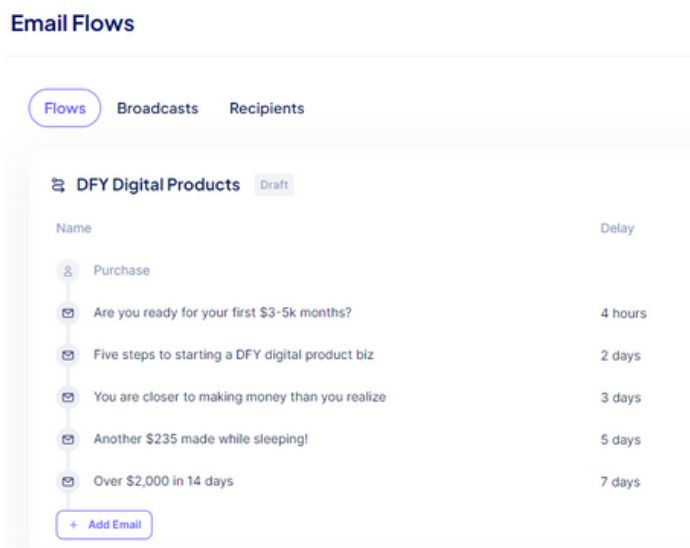 Email Flows
Flows Broadcasts Recipients
DFY Digital Products Draft
Name Delay
Purchase
Are you ready for your first $3-5k months? 4 hours
Five steps to starting a DFY digital product biz 2 days
You are closer to making money than you realize 3 days
Another $235 made while sleeping! 5 days
Over $2,000 in 14 days 7 days
+ Add Email